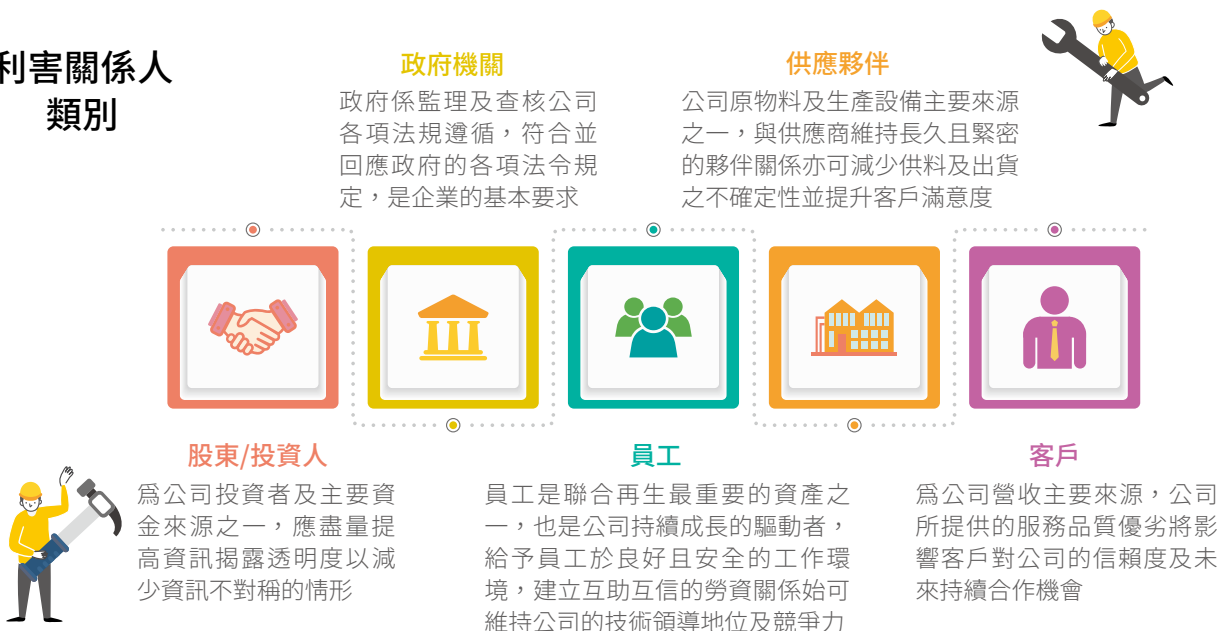 利害關係人
類別
政府機關
政府係監理及查核公司
各項法規遵循，符合並
回應政府的各項法令規
定，是企業的基本要求
供應夥伴
公司原物料及生產設備主要來源
之一，與供應商維持長久且緊密
的夥伴關係亦可減少供料及出貨
之不確定性並提升客戶滿意度
股東/投資人
為公司投資者及主要資
金來源之一，應盡量提
高資訊揭露透明度以減
少資訊不對稱的情形
員工
員工是聯合再生最重要的資產之
一，也是公司持續成長的驅動者，
給予員工於良好且安全的工作環
境，建立互助互信的勞資關係始可
維持公司的技術領導地位及競爭力
客戶
為公司營收主要來源，公司
所提供的服務品質優劣將影
響客戶對公司的信賴度及未
來持續合作機會